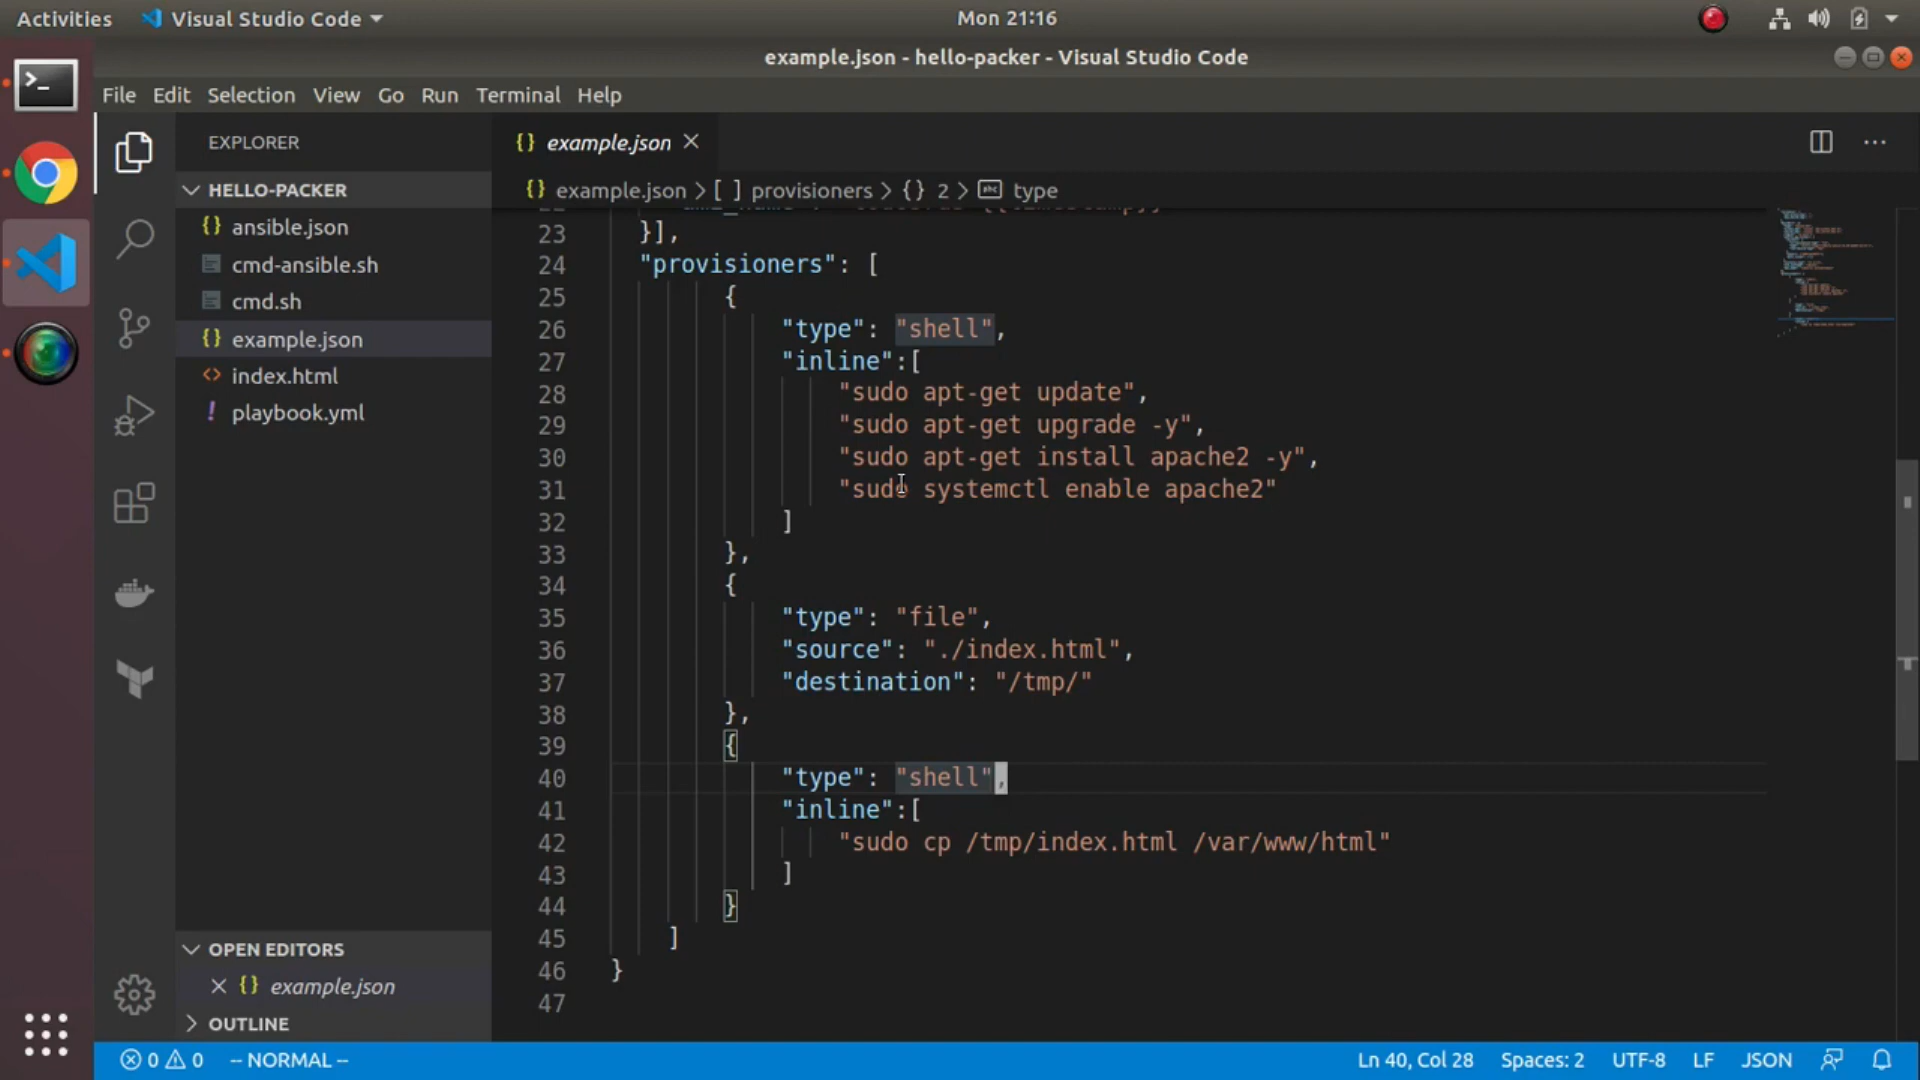 Activities
Visual Studio Code
Mon 21:16
example.json - hello-packer - Visual Studio Code
File Edit Selection View Go Run Terminal Help
EXPLORER
HELLO-PACKER
ansible.json
cmd-ansible.sh
cmd.sh
{} example.json
<> index.html
! playbook.yml
OPEN EDITORS
{} example.json
OUTLINE
{} example.json
{} example.json > [ ] provisioners > {} 2 > abc type
23 }],
24 "provisioners": [
25 {
26 "type": "shell",
27 "inline":[
28 "sudo apt-get update",
29 "sudo apt-get upgrade -y",
30 "sudo apt-get install apache2 -y",
31 "sudo systemctl enable apache2"
32 ]
33 },
34 {
35 "type": "file",
36 "source": "./index.html",
37 "destination": "/tmp/"
38 },
39 {
40 "type": "shell",
41 "inline":[
42 "sudo cp /tmp/index.html /var/www/html"
43 ]
44 }
45 ]
46 }
47
0 0 -- NORMAL --
Ln 40, Col 28 Spaces: 2 UTF-8 LF JSON